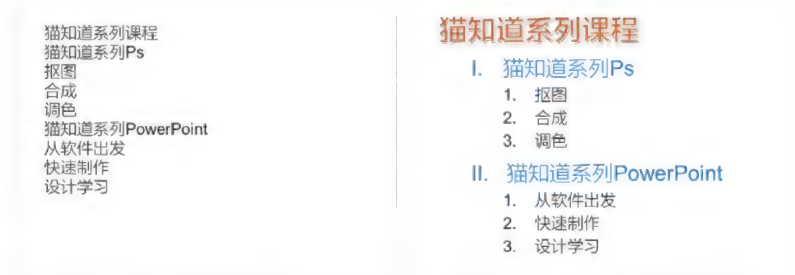 猫知道系列课程
猫知道系列Ps
抠图
合成
调色
猫知道系列PowerPoint
从软件出发
快速制作
设计学习
猫知道系列课程
I. 猫知道系列Ps
1. 抠图
2. 合成
3. 调色
II. 猫知道系列PowerPoint
1. 从软件出发
2. 快速制作
3. 设计学习